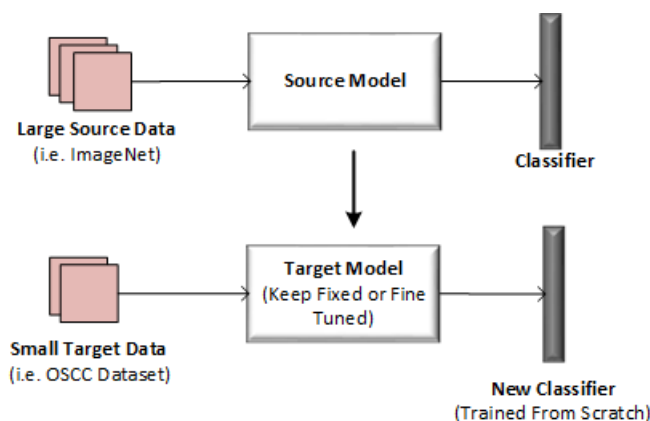 Source Model
Large Source Data
(i.e. ImageNet)
Classifier
Target Model
(Keep Fixed or Fine
Tuned)
Small Target Data
(i.e. OSCC Dataset)
New Classifier
(Trained From Scratch)